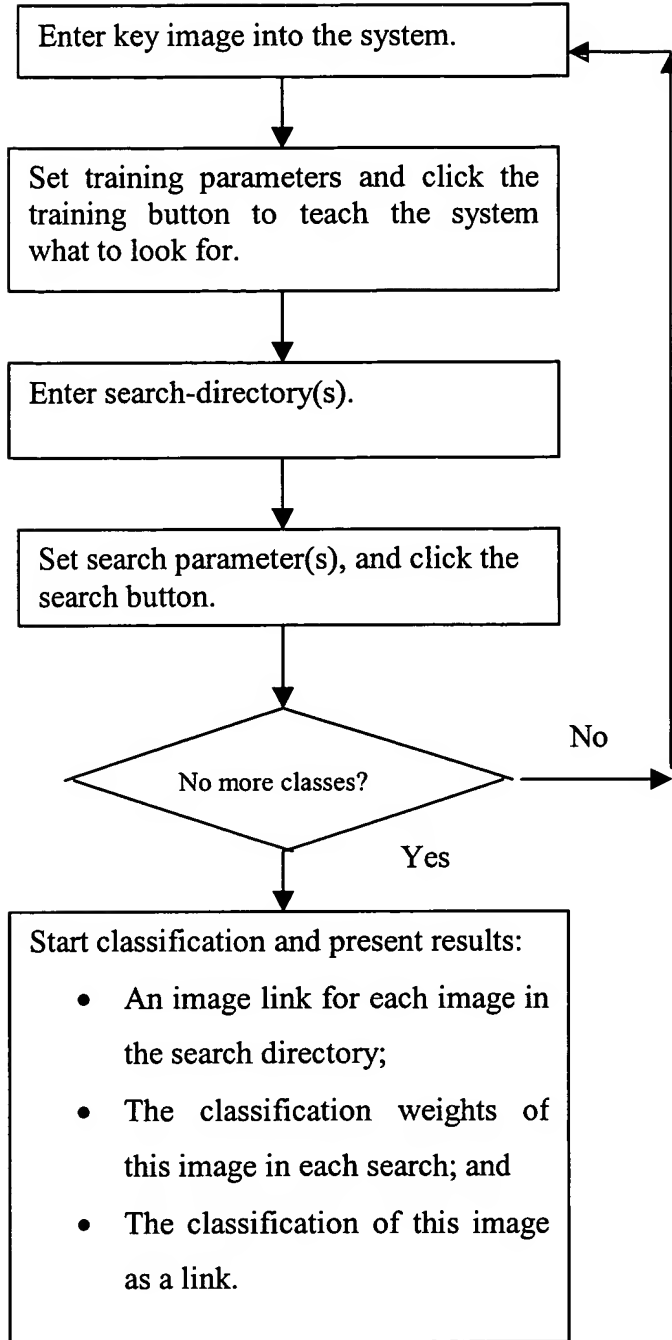 Enter key image into the system.
Set training parameters and click the
training button to teach the system
what to look for.
Enter search-directory(s).
Set search parameter(s), and click the
search button.
No more classes?
No
Yes
Start classification and present results:
• An image link for each image in
the search directory;
• The classification weights of
this image in each search; and
• The classification of this image
as a link.